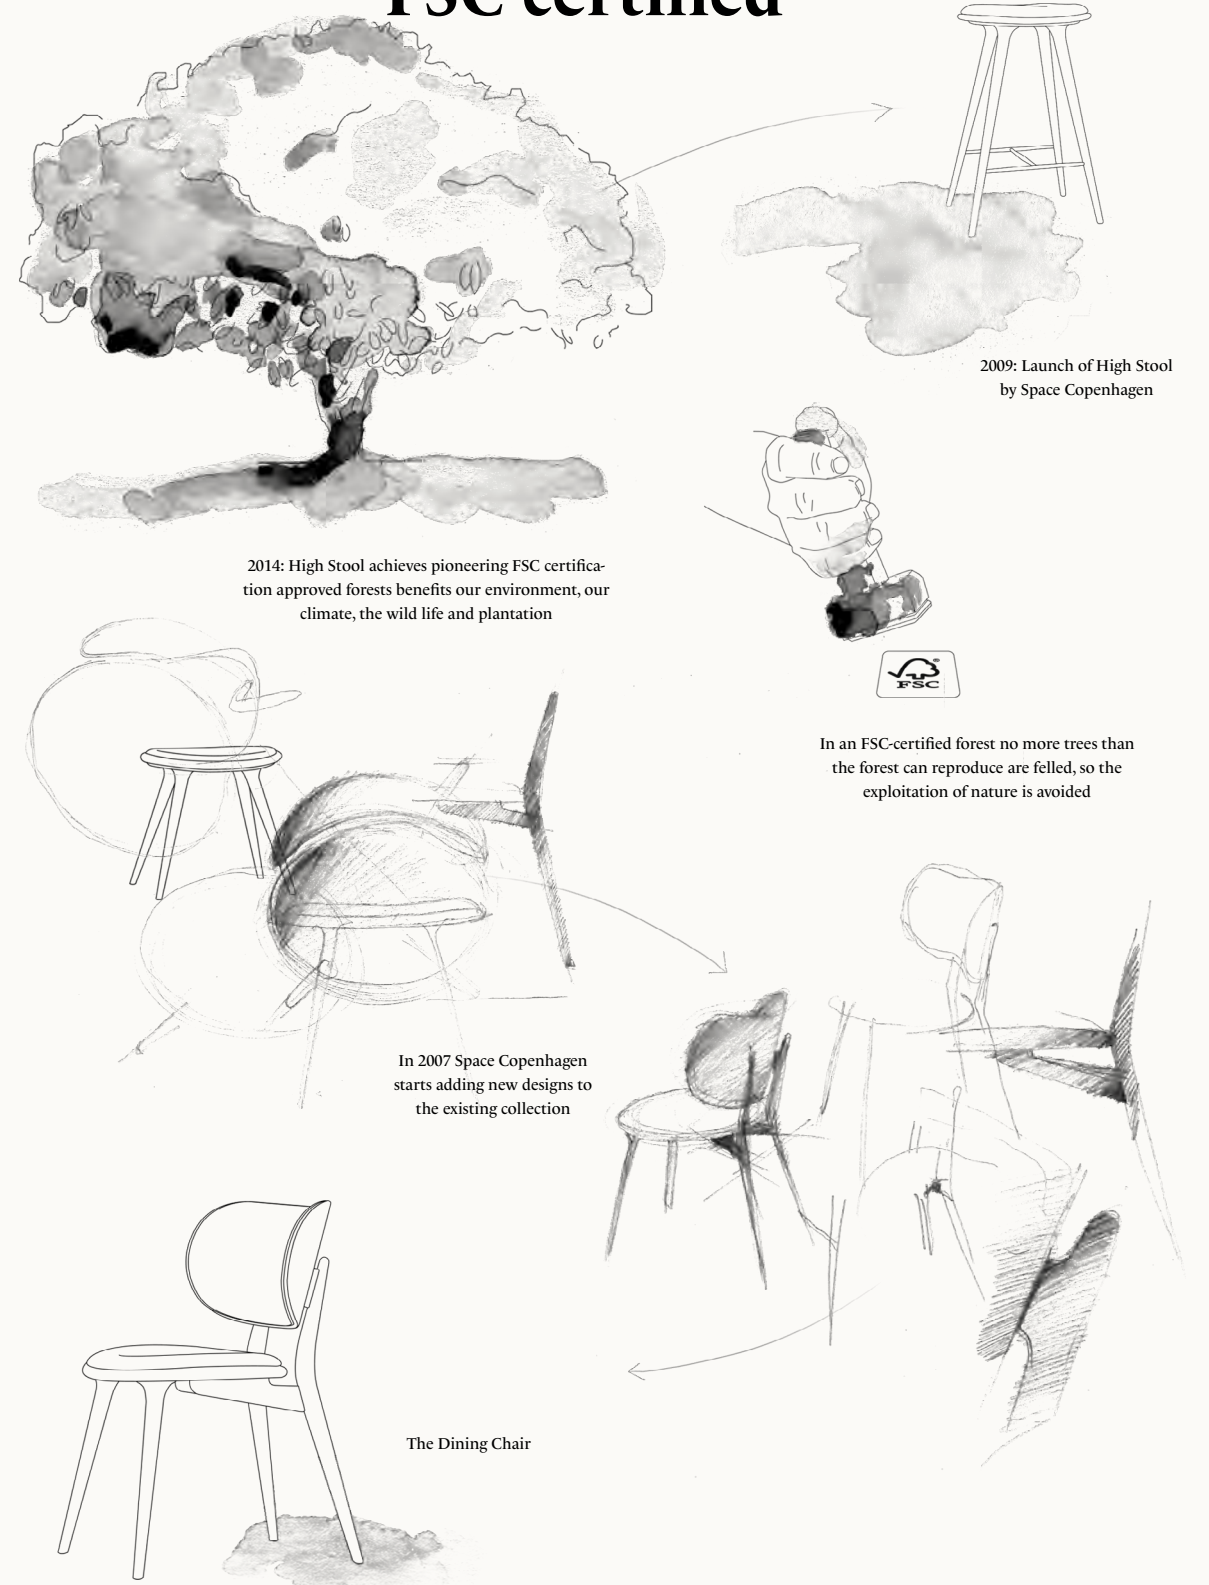 FSC certified
2009: Launch of High Stool
by Space Copenhagen
2014: High Stool achieves pioneering FSC certifica-
tion approved forests benefits our environment, our
climate, the wild life and plantation
FSC
In an FSC-certified forest no more trees than
the forest can reproduce are felled, so the
exploitation of nature is avoided
In 2007 Space Copenhagen
starts adding new designs to
the existing collection
The Dining Chair